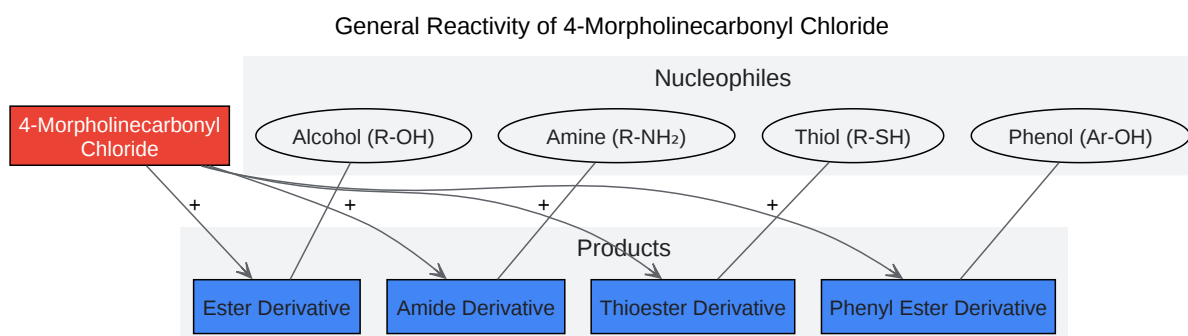 General Reactivity of 4-Morpholinecarbonyl Chloride
Nucleophiles
4-Morpholinecarbonyl
Chloride
Alcohol (R-OH)
Amine (R-NH₂)
Thiol (R-SH)
Phenol (Ar-OH)
+
+
+
+
Products
Ester Derivative
Amide Derivative
Thioester Derivative
Phenyl Ester Derivative